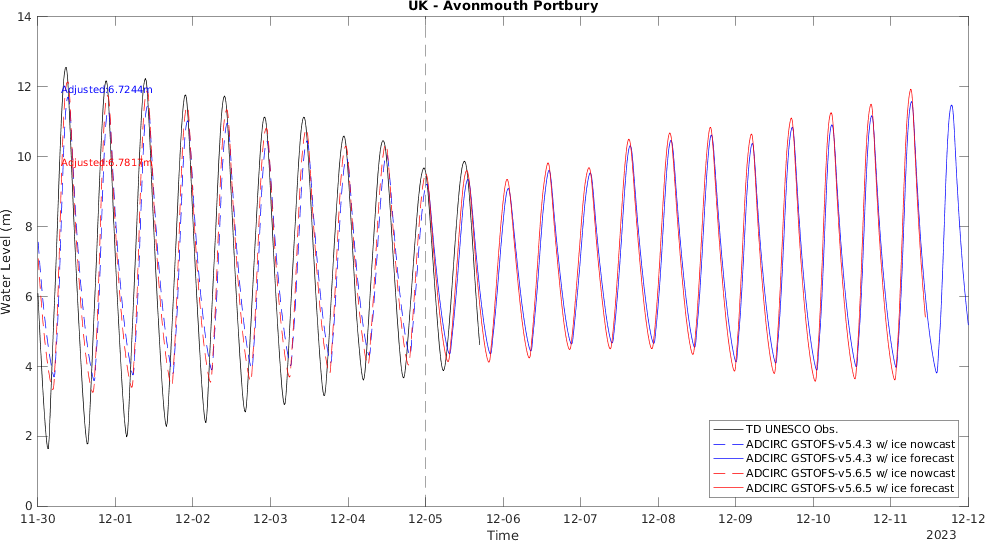 UK - Avonmouth Portbury
14
12
10
8
6
4
2
0
Water Level (m)
Adjusted:6.7244m
Adjusted:6.7817m
TD UNESCO Obs.
ADCIRC GSTOFS-v5.4.3 w/ ice nowcast
ADCIRC GSTOFS-v5.4.3 w/ ice forecast
ADCIRC GSTOFS-v5.6.5 w/ ice nowcast
ADCIRC GSTOFS-v5.6.5 w/ ice forecast
11-30 12-01 12-02 12-03 12-04 12-05 12-06 12-07 12-08 12-09 12-10 12-11 12-12
Time
2023